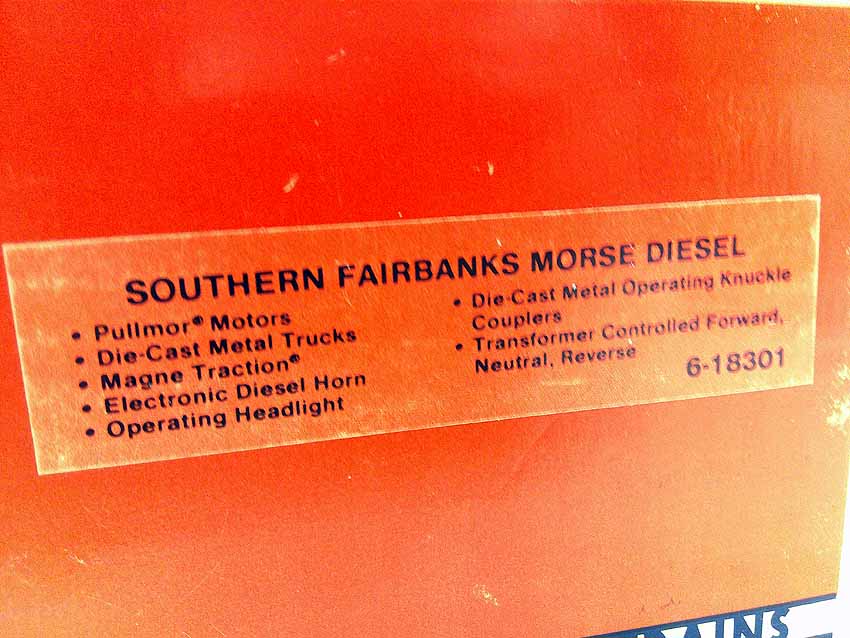 SOUTHERN FAIRBANKS MORSE DIESEL
• Pullmor® Motors
• Die-Cast Metal Trucks
• Magne Traction®
• Electronic Diesel Horn
• Operating Headlight
• Die-Cast Metal Operating Knuckle
Couplers
• Transformer Controlled Forward,
Neutral, Reverse
6-18301